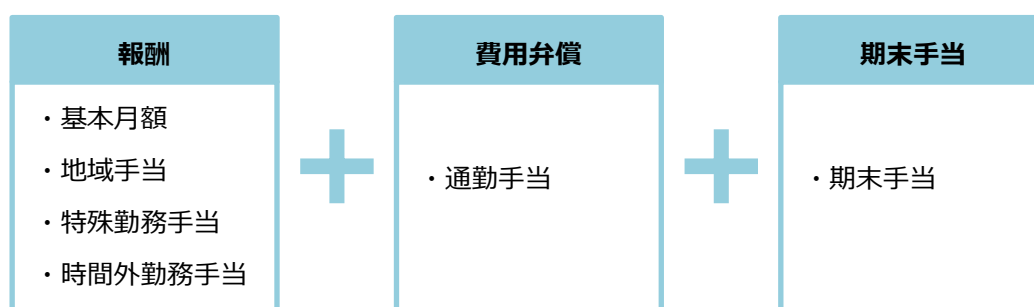 報酬
・基本月額
・地域手当
・特殊勤務手当
・時間外勤務手当
費用弁償
・通勤手当
期末手当
・期末手当